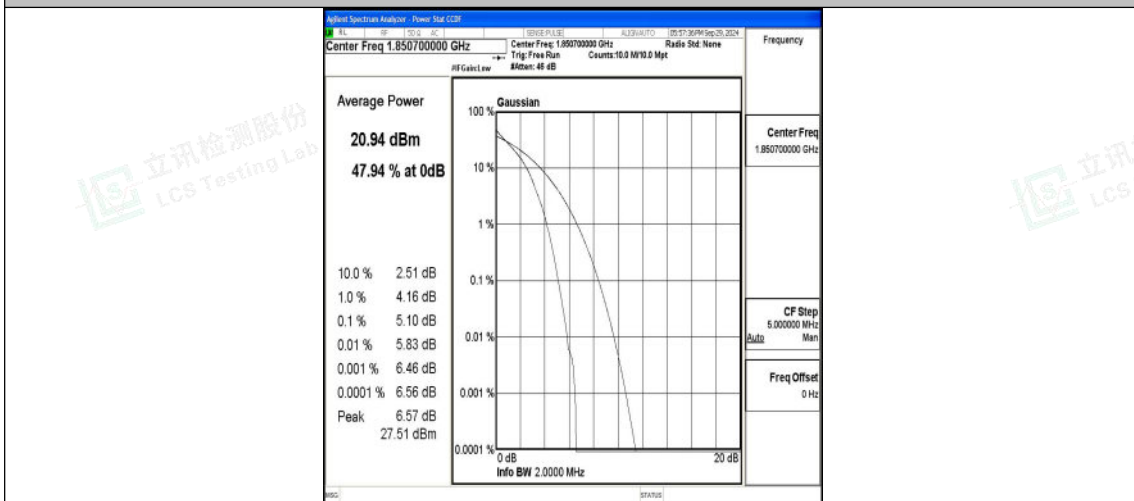 Agilent Spectrum Analyzer - Power Stat CCDF
RL RF 50 Ω AC SENSE:PULSE ALIGNAUTO 05:57:36PM Sep 29, 2024
Center Freq 1.850700000 GHz
Center Freq: 1.850700000 GHz
Radio Std: None
Trig: Free Run
Counts:10.0 M/10.0 Mpt
#IFGain:Low
#Atten: 46 dB
Frequency
Average Power
20.94 dBm
47.94 % at 0dB
10.0 % 2.51 dB
1.0 % 4.16 dB
0.1 % 5.10 dB
0.01 % 5.83 dB
0.001 % 6.46 dB
0.0001 % 6.56 dB
Peak 6.57 dB
27.51 dBm
Gaussian
100 %
10 %
1 %
0.1 %
0.01 %
0.001 %
0.0001 %
0 dB
20 dB
Info BW 2.0000 MHz
Center Freq
1.850700000 GHz
CF Step
5.000000 MHz
Auto Man
Freq Offset
0 Hz
MSG
STATUS
立讯检测股份
LCS Testing Lab
立讯
LCS